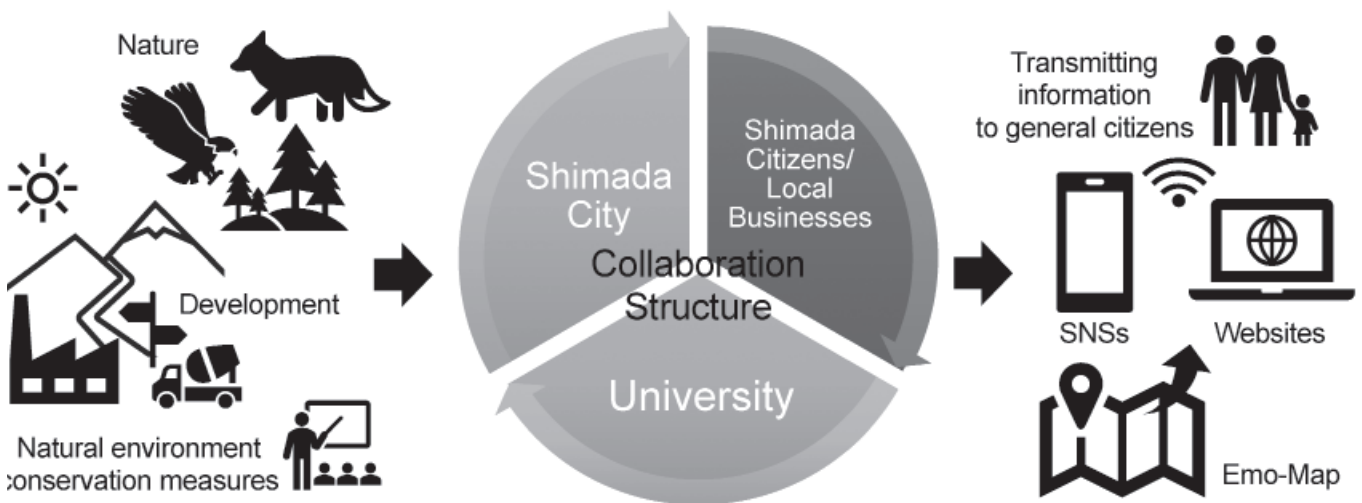 Nature
Development
Natural environment
conservation measures
Shimada
City
Shimada
Citizens/
Local
Businesses
Collaboration
Structure
University
Transmitting
information
to general citizens
SNSs
Websites
Emo-Map